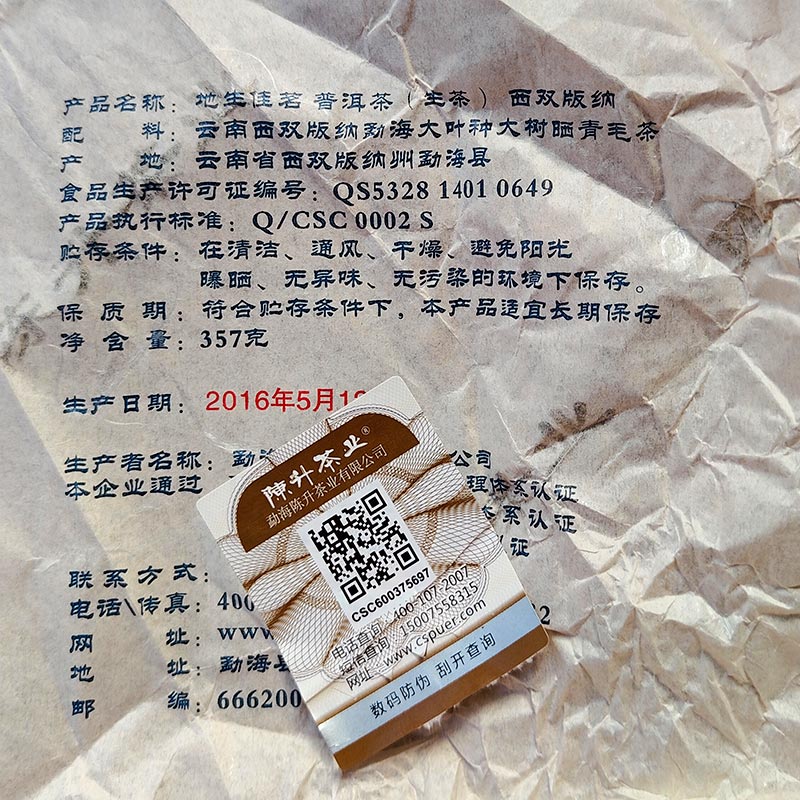 产品名称：地生佳茗 普洱茶（生茶）西双版纳
配 料：云南西双版纳勐海大叶种大树晒青毛茶
产 地：云南省西双版纳州勐海县
食品生产许可证编号：QS5328 1401 0649
产品执行标准：Q/CSC 0002 S
贮存条件：在清洁、通风、干燥、避免阳光
曝晒、无异味、无污染的环境下保存。
保 质 期：符合贮存条件下，本产品适宜长期保存
净 含 量：357克
生产日期：2016年5月1
生产者名称：勐海 公司
本企业通过 理体系认证
体系认证
认证
联系方式：
电话\传真：400 2
网 址：www
地 址：勐海县
邮 编：666200
陳升茶业®
勐海陈升茶业有限公司
CSC600375697
电话查询：400-107-2007
短信查询：15007558315
网址：www.cspuer.com
数码防伪 刮开查询